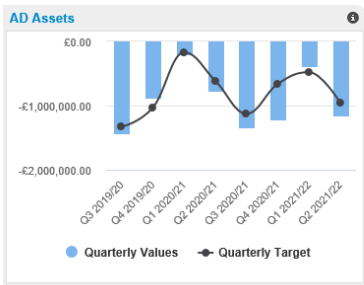 AD Assets
£0.00
-£1,000,000.00
-£2,000,000.00
Q3 2019/20
Q4 2019/20
Q1 2020/21
Q2 2020/21
Q3 2020/21
Q4 2020/21
Q1 2021/22
Q2 2021/22
Quarterly Values
Quarterly Target